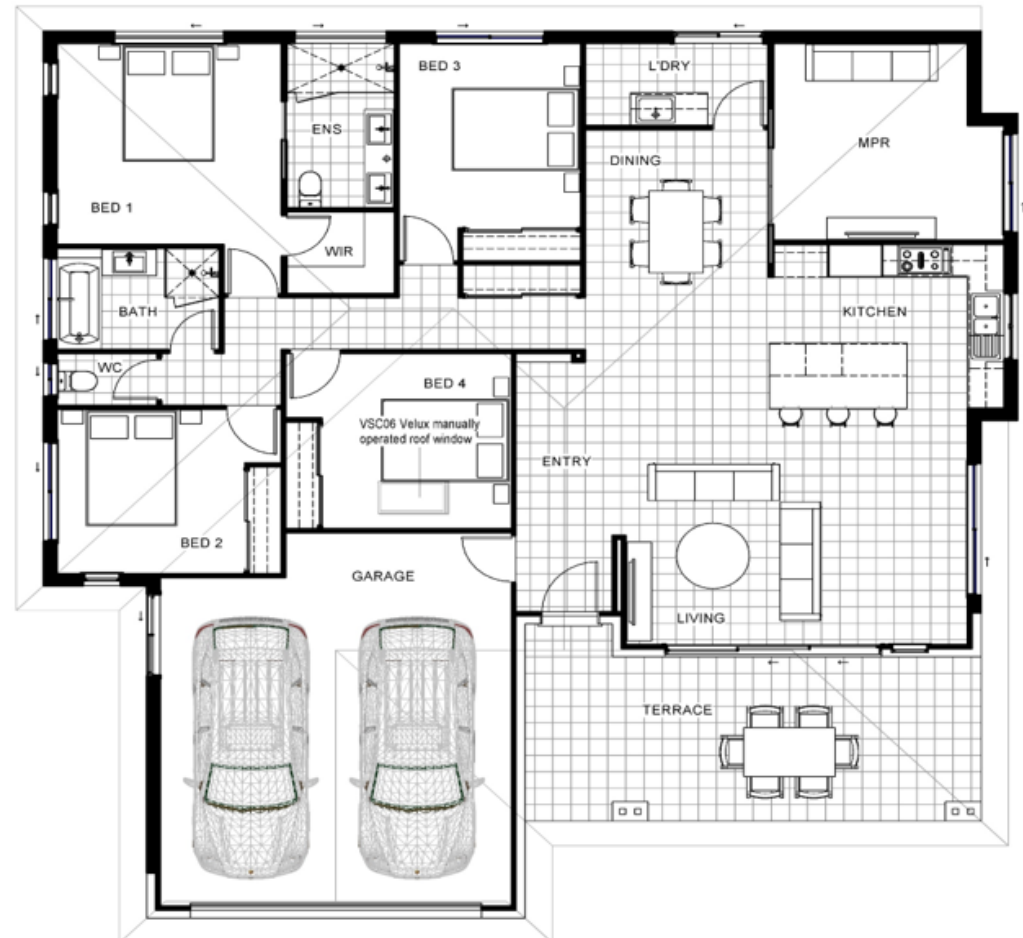 BED 3
L'DRY
ENS
MPR
DINING
BED 1
WIR
BATH
KITCHEN
WC
BED 4
VSC06 Velux manually
operated roof window
ENTRY
BED 2
GARAGE
LIVING
TERRACE